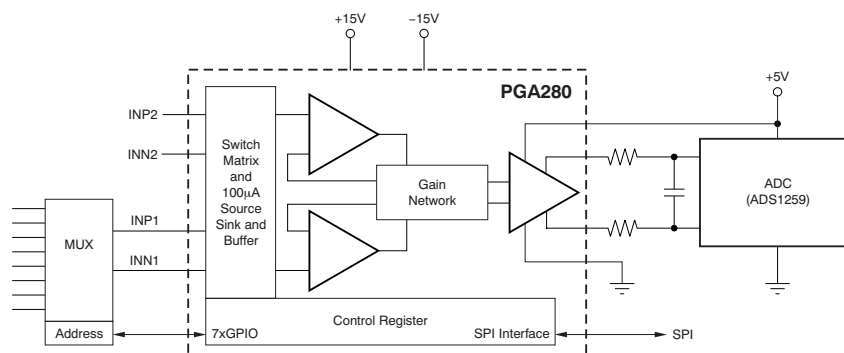 +15V
−15V
PGA280
+5V
INP2
INN2
Switch
Matrix
and
100μA
Source
Sink and
Buffer
Gain
Network
ADC
(ADS1259)
MUX
INP1
INN1
Address
7xGPIO
Control Register
SPI Interface
SPI